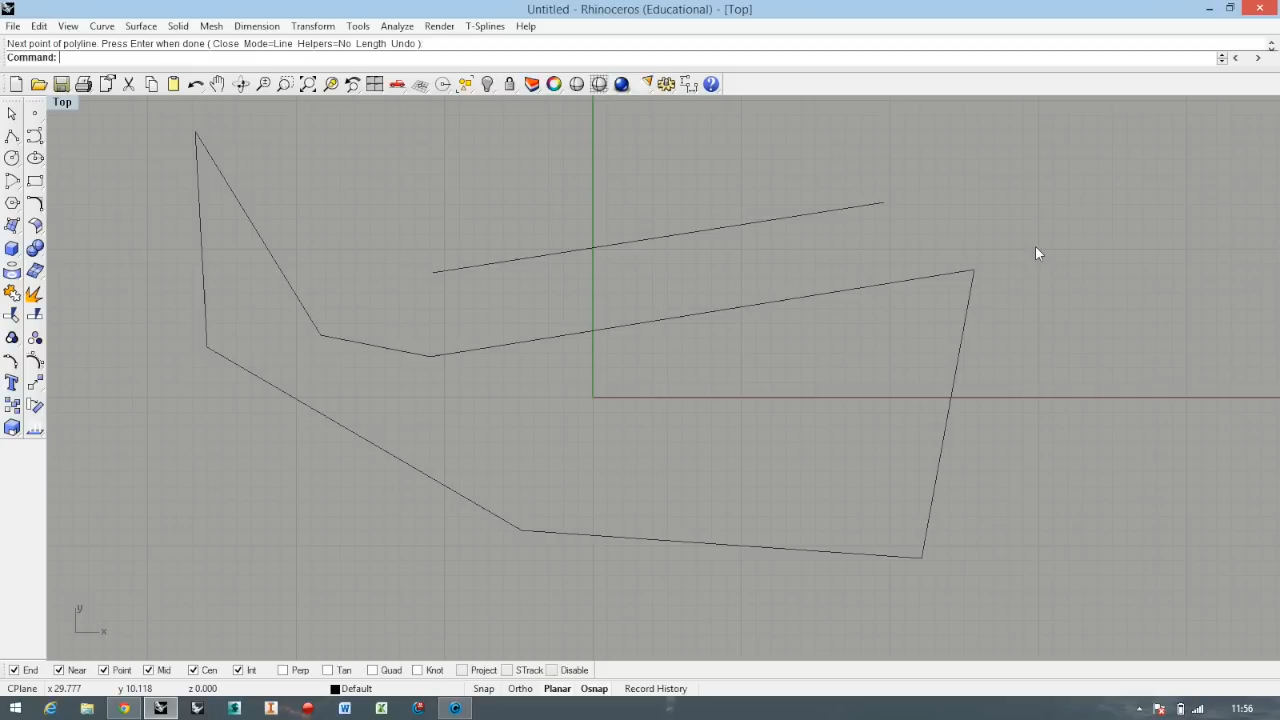 Untitled - Rhinoceros (Educational) - [Top]
File Edit View Curve Surface Solid Mesh Dimension Transform Tools Analyze Render T-Splines Help
Next point of polyline. Press Enter when done ( Close Mode=Line Helpers=No Length Undo ):
Command:
Top
y
x
End Near Point Mid Cen Int Perp Tan Quad Knot Project STrack Disable
CPlane x 29.777 y 10.118 z 0.000 Default Snap Ortho Planar Osnap Record History
11:56